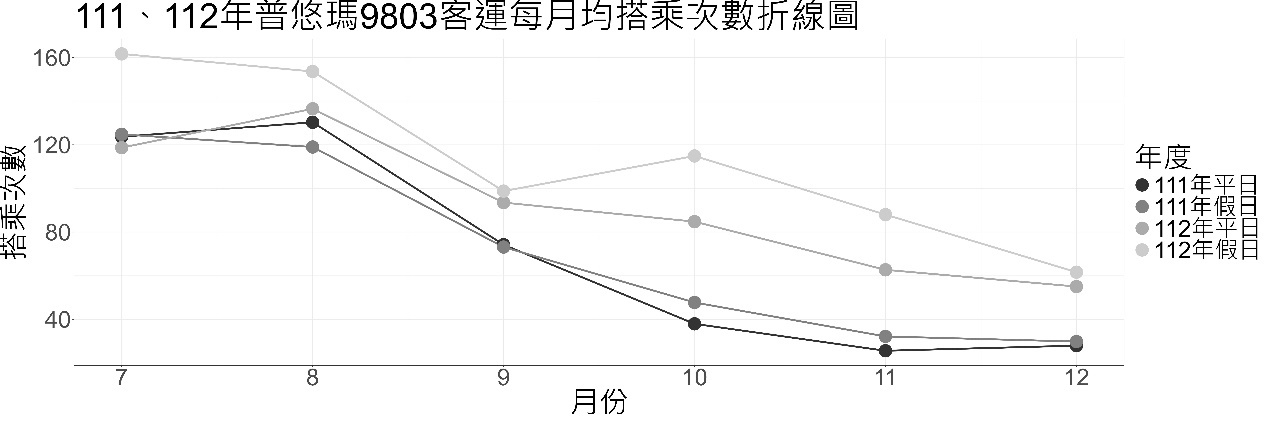 111、112年普悠瑪9803客運每月均搭乘次數折線圖
搭乘次數
160
120
80
40
7 8 9 10 11 12
月份
年度
111年平日
111年假日
112年平日
112年假日